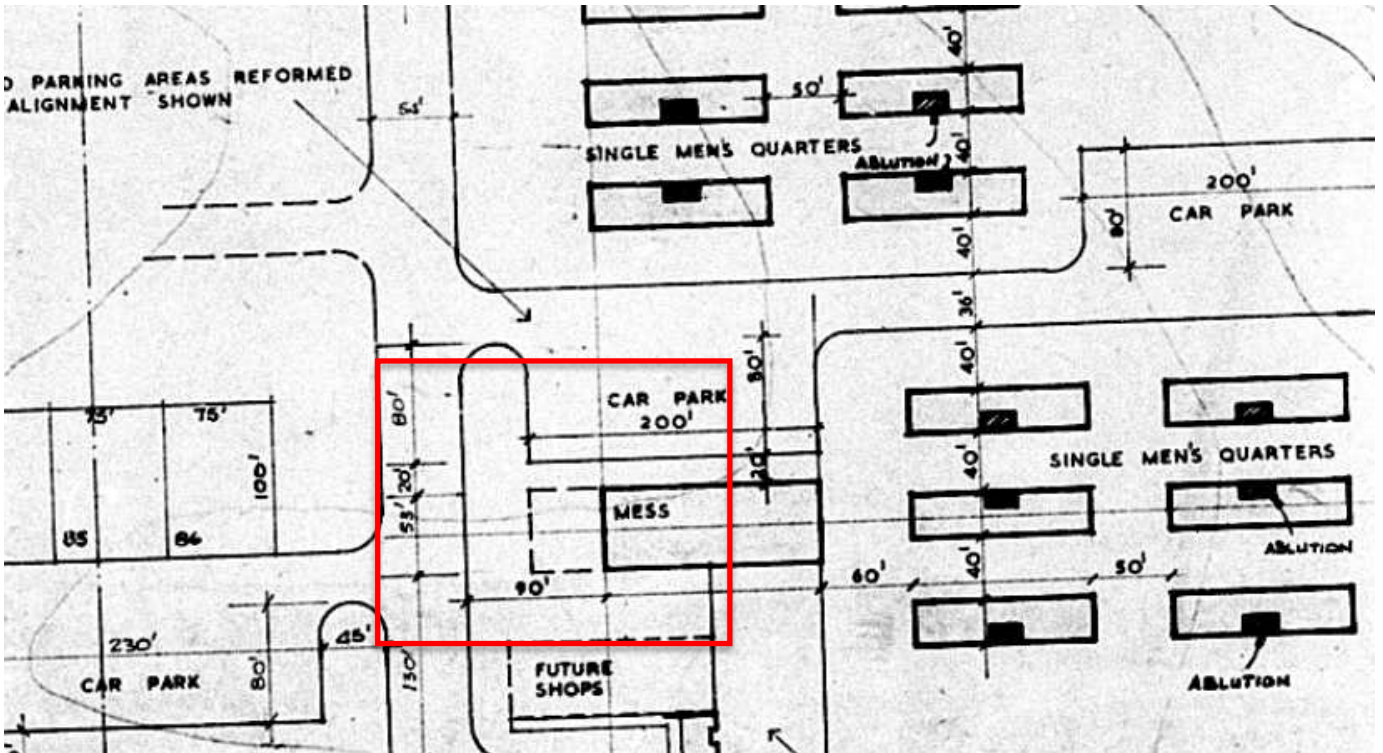 D PARKING AREAS REFORMED
ALIGNMENT SHOWN
55'
50'
40'
SINGLE MEN'S QUARTERS
ABLUTION
40'
40'
200'
CAR PARK
80'
36'
80'
80'
40'
CAR PARK
200'
75'
75'
100'
20'
20'
40'
SINGLE MEN'S QUARTERS
55'
MESS
85
86
ABLUTION
90'
60'
40'
50'
45'
230'
CAR PARK
80'
130'
FUTURE
SHOPS
ABLUTION